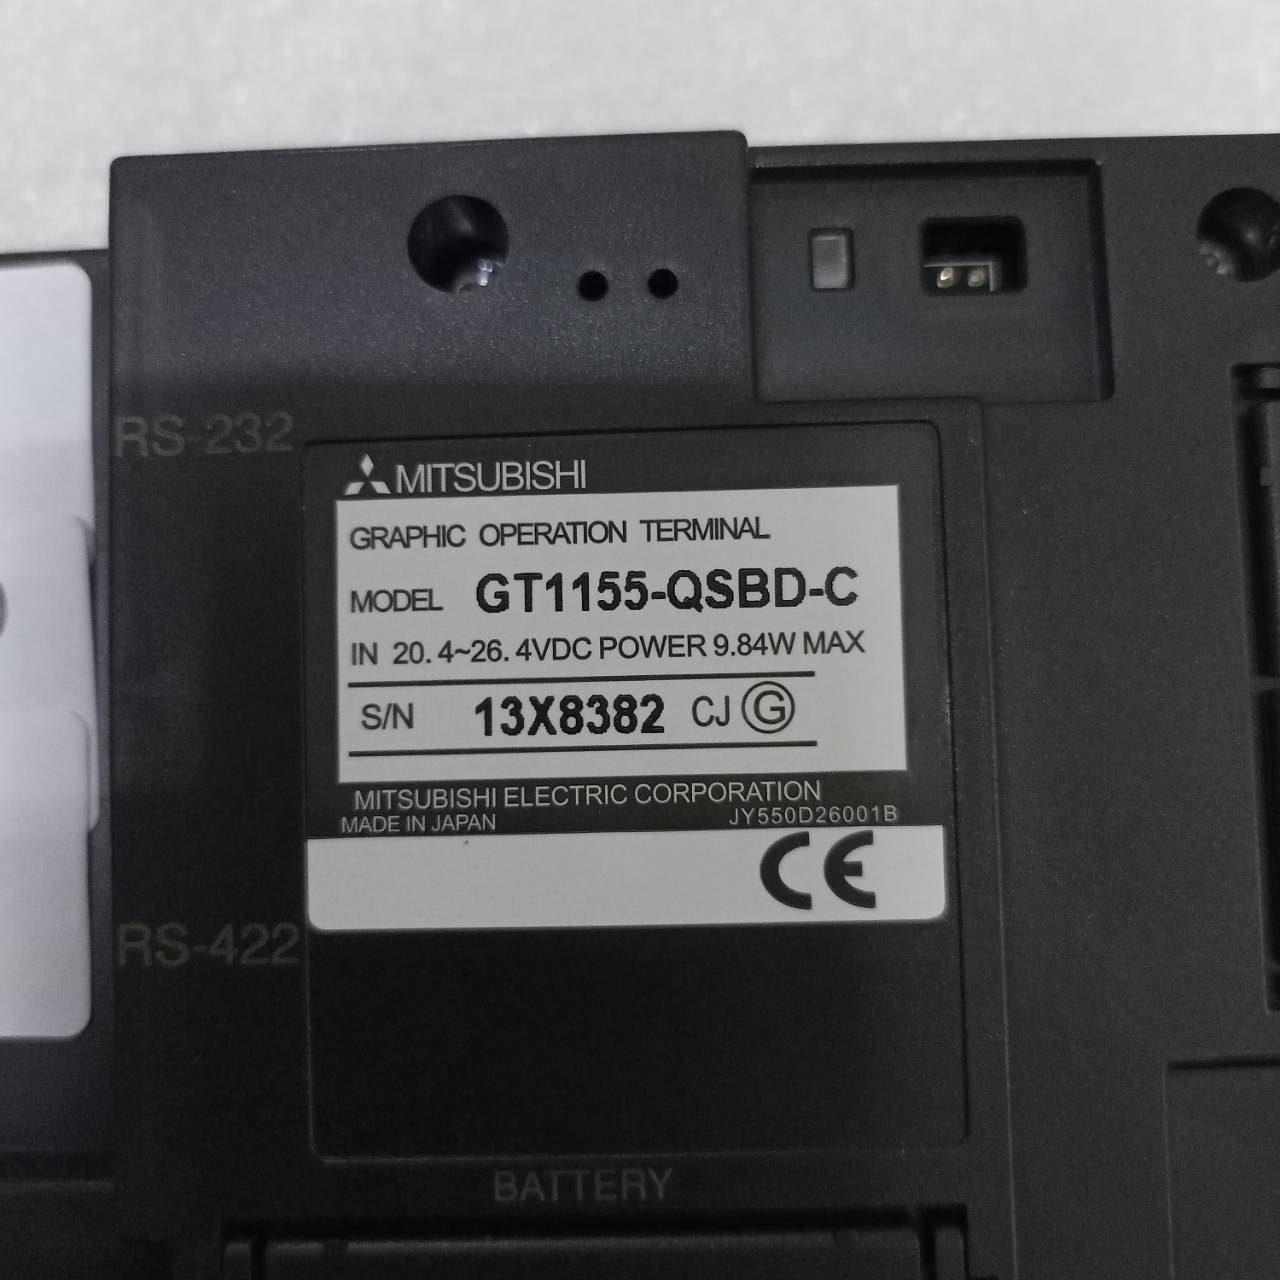 RS-232
MITSUBISHI
GRAPHIC OPERATION TERMINAL
MODEL GT1155-QSBD-C
IN 20.4~26.4VDC POWER 9.84W MAX
S/N 13X8382 CJ G
MITSUBISHI ELECTRIC CORPORATION
MADE IN JAPAN JY550D26001B
CE
RS-422
BATTERY